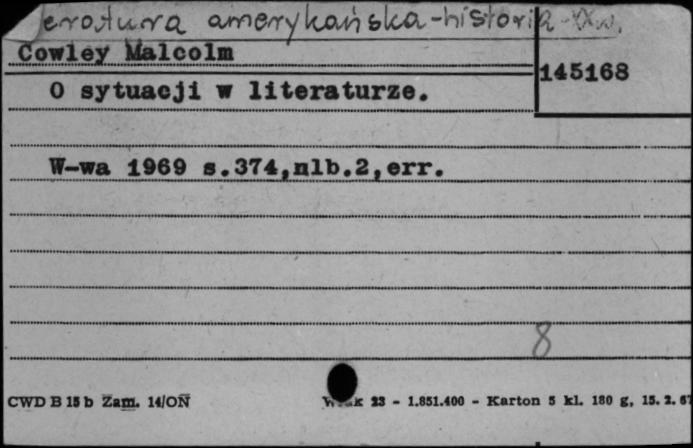 eratura amerykańska-historia-XXw.
Cowley Malcolm
145168
O sytuacji w literaturze.
W-wa 1969 s.374,nlb.2,err.
8
CWD B 15 b Zam. 14/ON
23 - 1.851.400 - Karton 5 kl. 180 g, 15. 2. 67